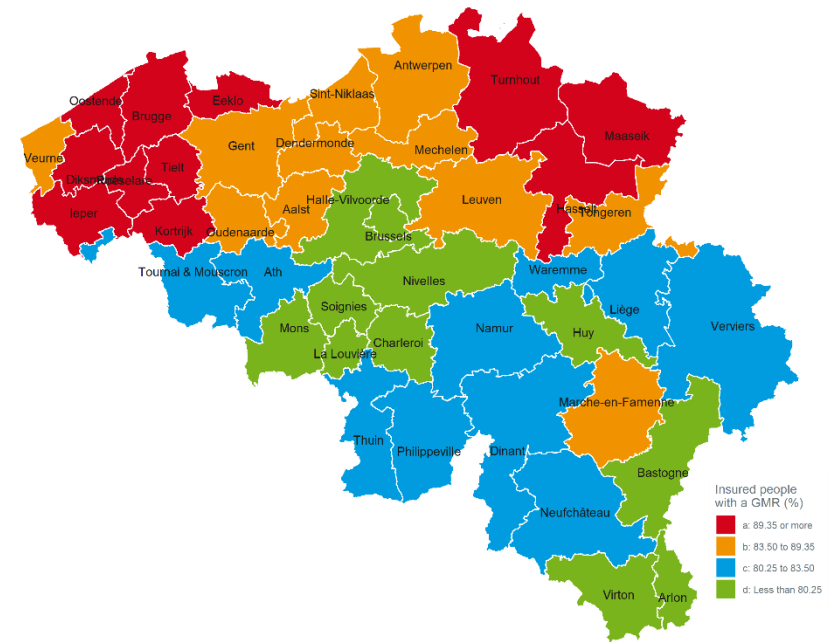 Antwerpen
Turnhout
Sint-Niklaas
Oostende
Eeklo
Brugge
Maaseik
Gent
Dendermonde
Mechelen
Veurne
Tielt
Diksmuide
Roeselare
Halle-Vilvoorde
Leuven
Aalst
Hasselt
Tongeren
Ieper
Kortrijk
Oudenaarde
Brussels
Tournai & Mouscron
Ath
Nivelles
Waremme
Soignies
Liège
Mons
Namur
Huy
Verviers
Charleroi
La Louvière
Marche-en-Famenne
Thuin
Philippeville
Dinant
Bastogne
Neufchâteau
Virton
Arlon
Insured people
with a GMR (%)
a: 89.35 or more
b: 83.50 to 89.35
c: 80.25 to 83.50
d: Less than 80.25